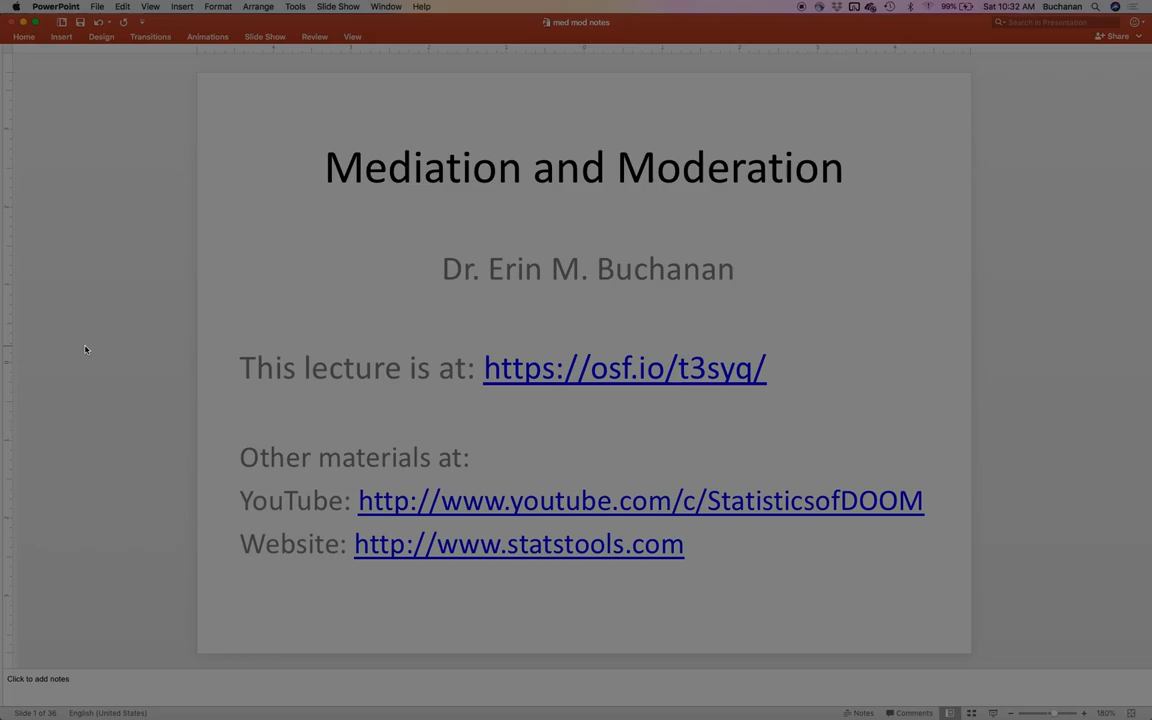 PowerPoint File Edit View Insert Format Arrange Tools Slide Show Window Help 99% Sat 10:32 AM Buchanan
med mod notes Search in Presentation
Home Insert Design Transitions Animations Slide Show Review View Share
Mediation and Moderation
Dr. Erin M. Buchanan
This lecture is at: https://osf.io/t3syq/
Other materials at:
YouTube: http://www.youtube.com/c/StatisticsofDOOM
Website: http://www.statstools.com
Click to add notes
Slide 1 of 36 English (United States) Notes Comments 180%